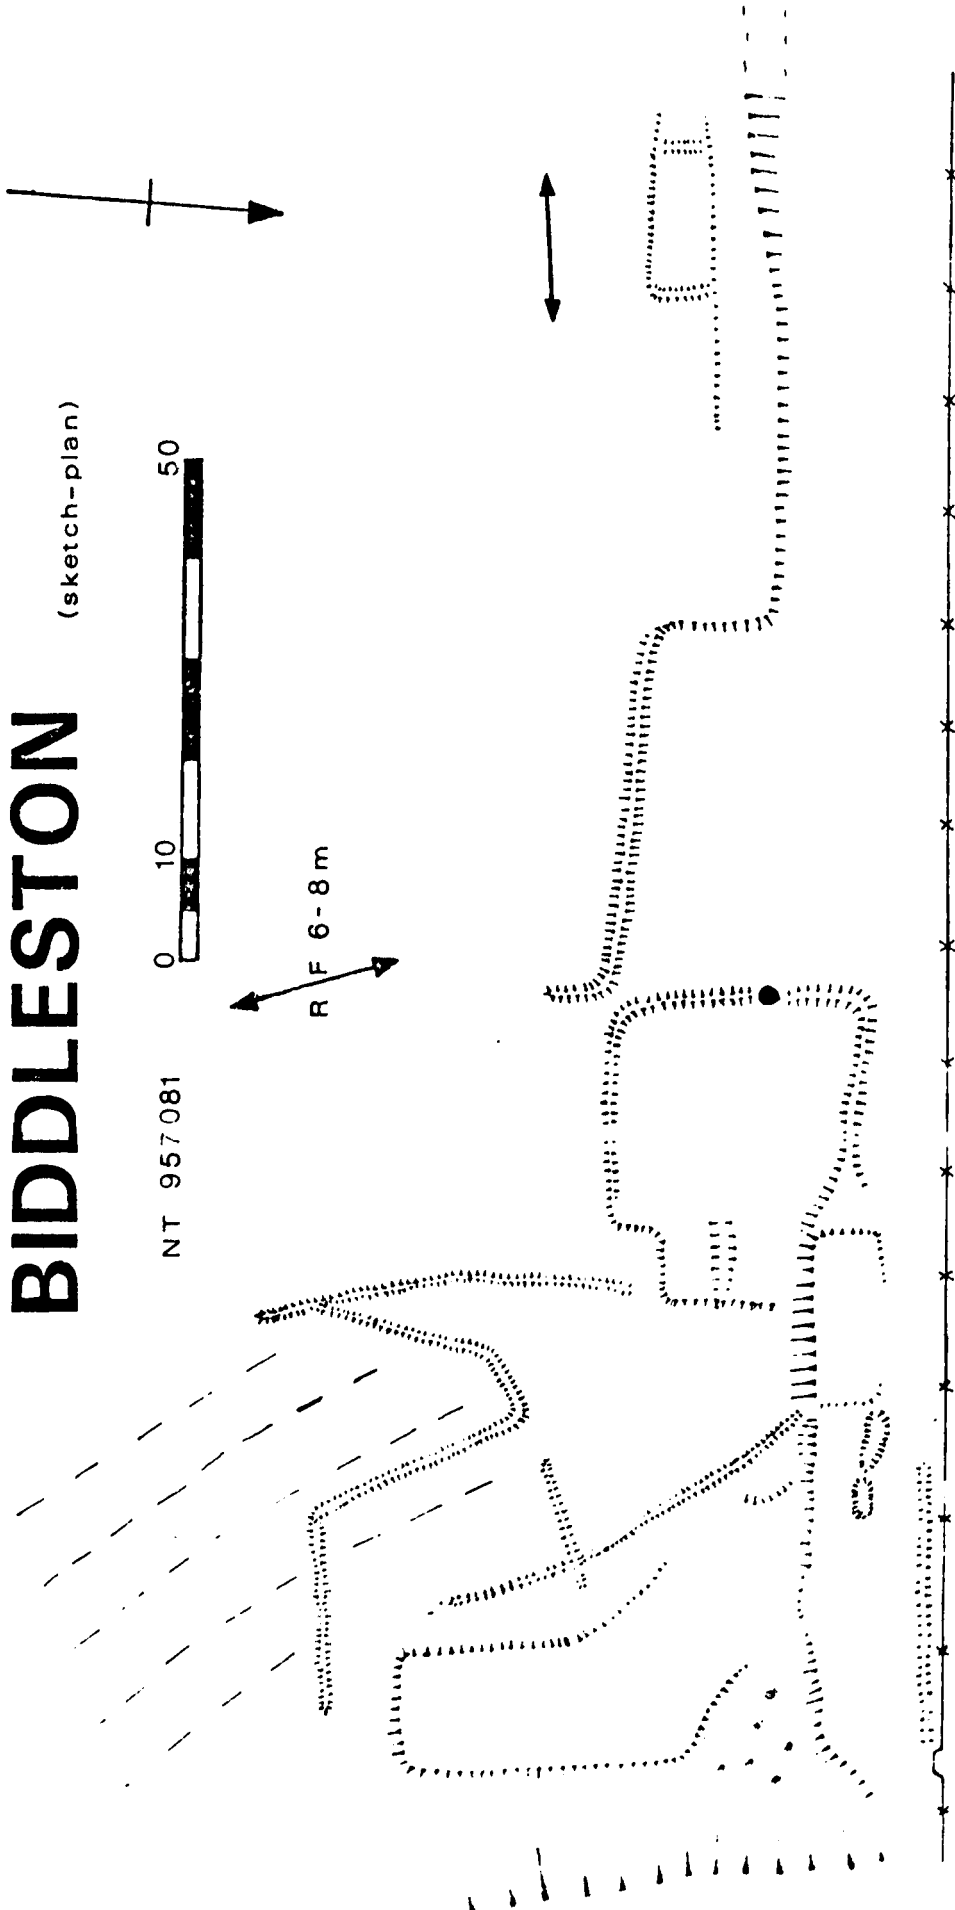 BIDDLESTON
(sketch-plan)
0 10 50
NT 957081
R F 6-8m